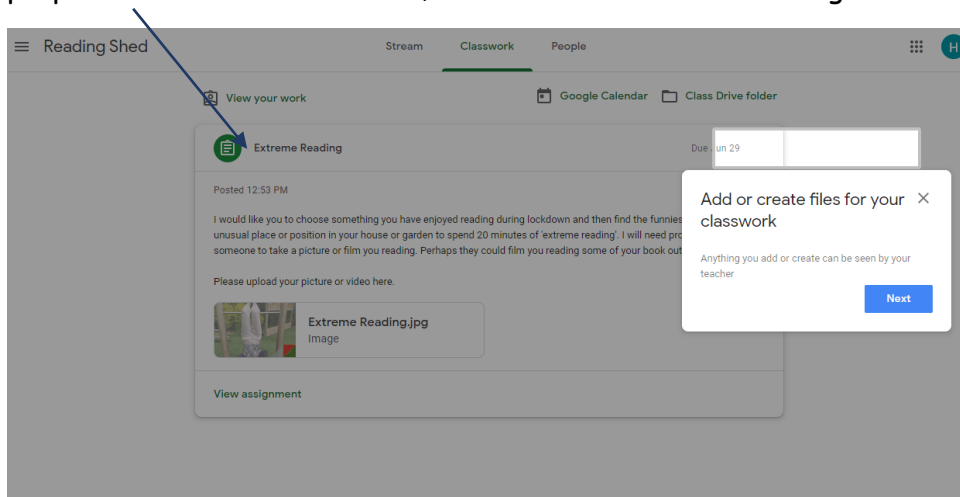 Reading Shed
Stream Classwork People
H
View your work
Google Calendar Class Drive folder
Extreme Reading
Due Jun 29
Posted 12:53 PM
I would like you to choose something you have enjoyed reading during lockdown and then find the funnies
unusual place or position in your house or garden to spend 20 minutes of 'extreme reading'. I will need pro
someone to take a picture or film you reading. Perhaps they could film you reading some of your book out
Please upload your picture or video here.
Extreme Reading.jpg
Image
View assignment
Add or create files for your
classwork
Anything you add or create can be seen by your
teacher
Next